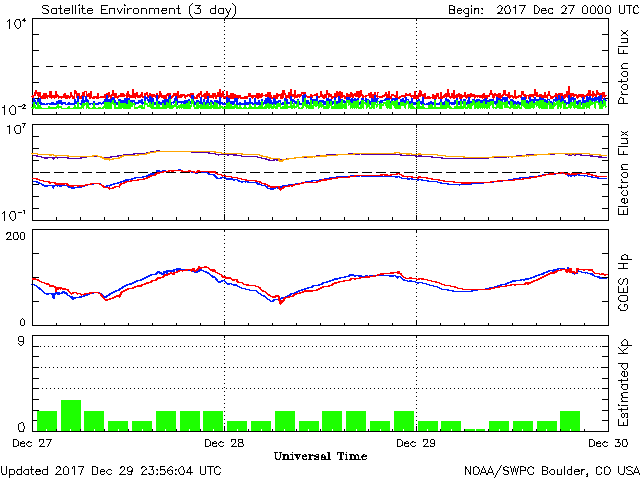 Satellite Environment (3 day) Begin: 2017 Dec 27 0000 UTC
10⁴
10⁻²
Proton Flux
10⁷
10⁻¹
Electron Flux
200
0
GOES Hp
9
0
Estimated Kp
Dec 27 Dec 28 Dec 29 Dec 30
Universal Time
Updated 2017 Dec 29 23:56:04 UTC NOAA/SWPC Boulder, CO USA